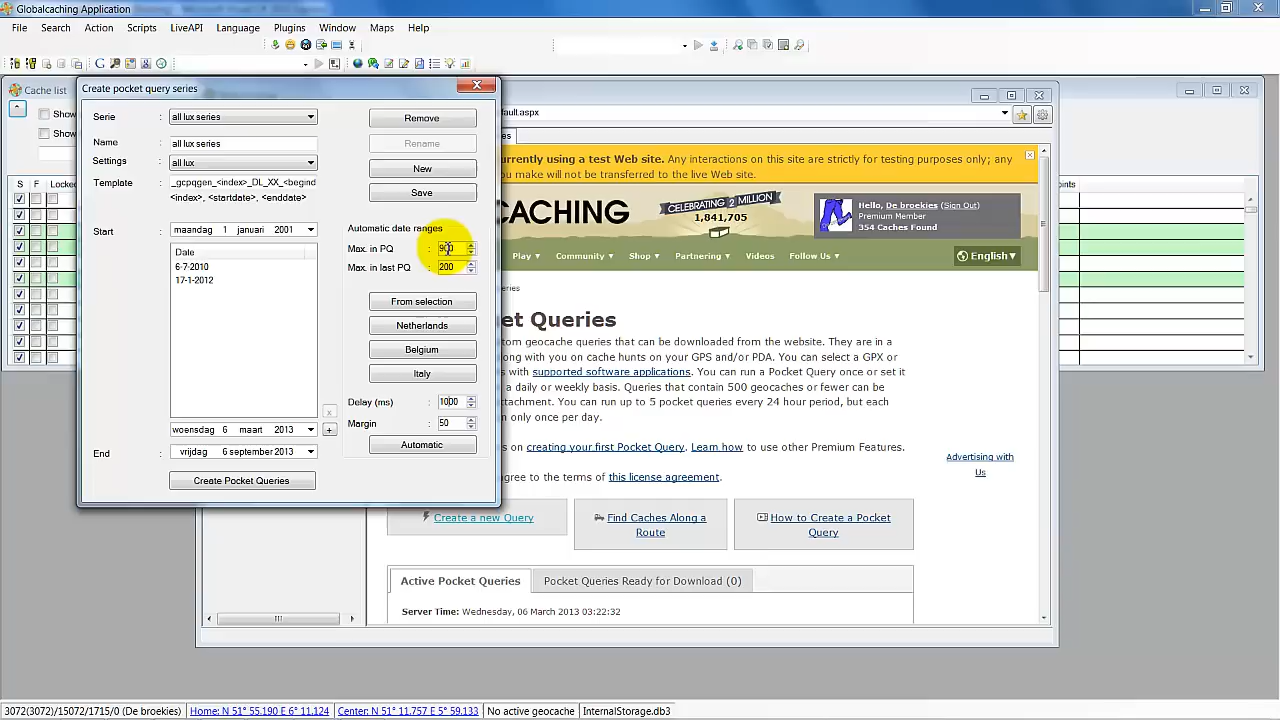 Globalcaching Application
File Search Action Scripts LiveAPI Language Plugins Window Maps Help
Create pocket query series
Cache list
Serie : all lux series Remove
Name : all lux series Rename
Settings : all lux New
Template : _gcpqgen_<index>_DL_XX_<begind Save
<index>, <startdate>, <enddate>
Start : maandag 1 januari 2001
Automatic date ranges
Date
Max. in PQ : 900
6-7-2010
Max. in last PQ : 200
17-1-2012
From selection
Netherlands
Belgium
Italy
Delay (ms) : 1000
x
woensdag 6 maart 2013 +
Margin : 50
End : vrijdag 6 september 2013
Automatic
Create Pocket Queries
Show
Show
S F Locked
fault.aspx
es
urrently using a test Web site. Any interactions on this site are strictly for testing purposes only; any
u make will not be transferred to the live Web site.
CACHING
CELEBRATING 2 MILLION
1,841,705
Hello, De broekies (Sign Out)
Premium Member
354 Caches Found
Play Community Shop Partnering Videos Follow Us English
eries
et Queries
tom geocache queries that can be downloaded from the website. They are in a
long with you on cache hunts on your GPS and/or PDA. You can select a GPX or
s with supported software applications. You can run a Pocket Query once or set it
a daily or weekly basis. Queries that contain 500 geocaches or fewer can be
ttachment. You can run up to 5 pocket queries every 24 hour period, but each
n only once per day.
s on creating your first Pocket Query. Learn how to use other Premium Features.
gree to the terms of this license agreement.
Advertising with
Us
Create a new Query
Find Caches Along a
Route
How to Create a Pocket
Query
Active Pocket Queries Pocket Queries Ready for Download (0)
Server Time: Wednesday, 06 March 2013 03:22:32
oints
3072(3072)/15072/1715/0 (De broekies) Home: N 51° 55.190 E 6° 11.124 Center: N 51° 11.757 E 5° 59.133 No active geocache InternalStorage.db3